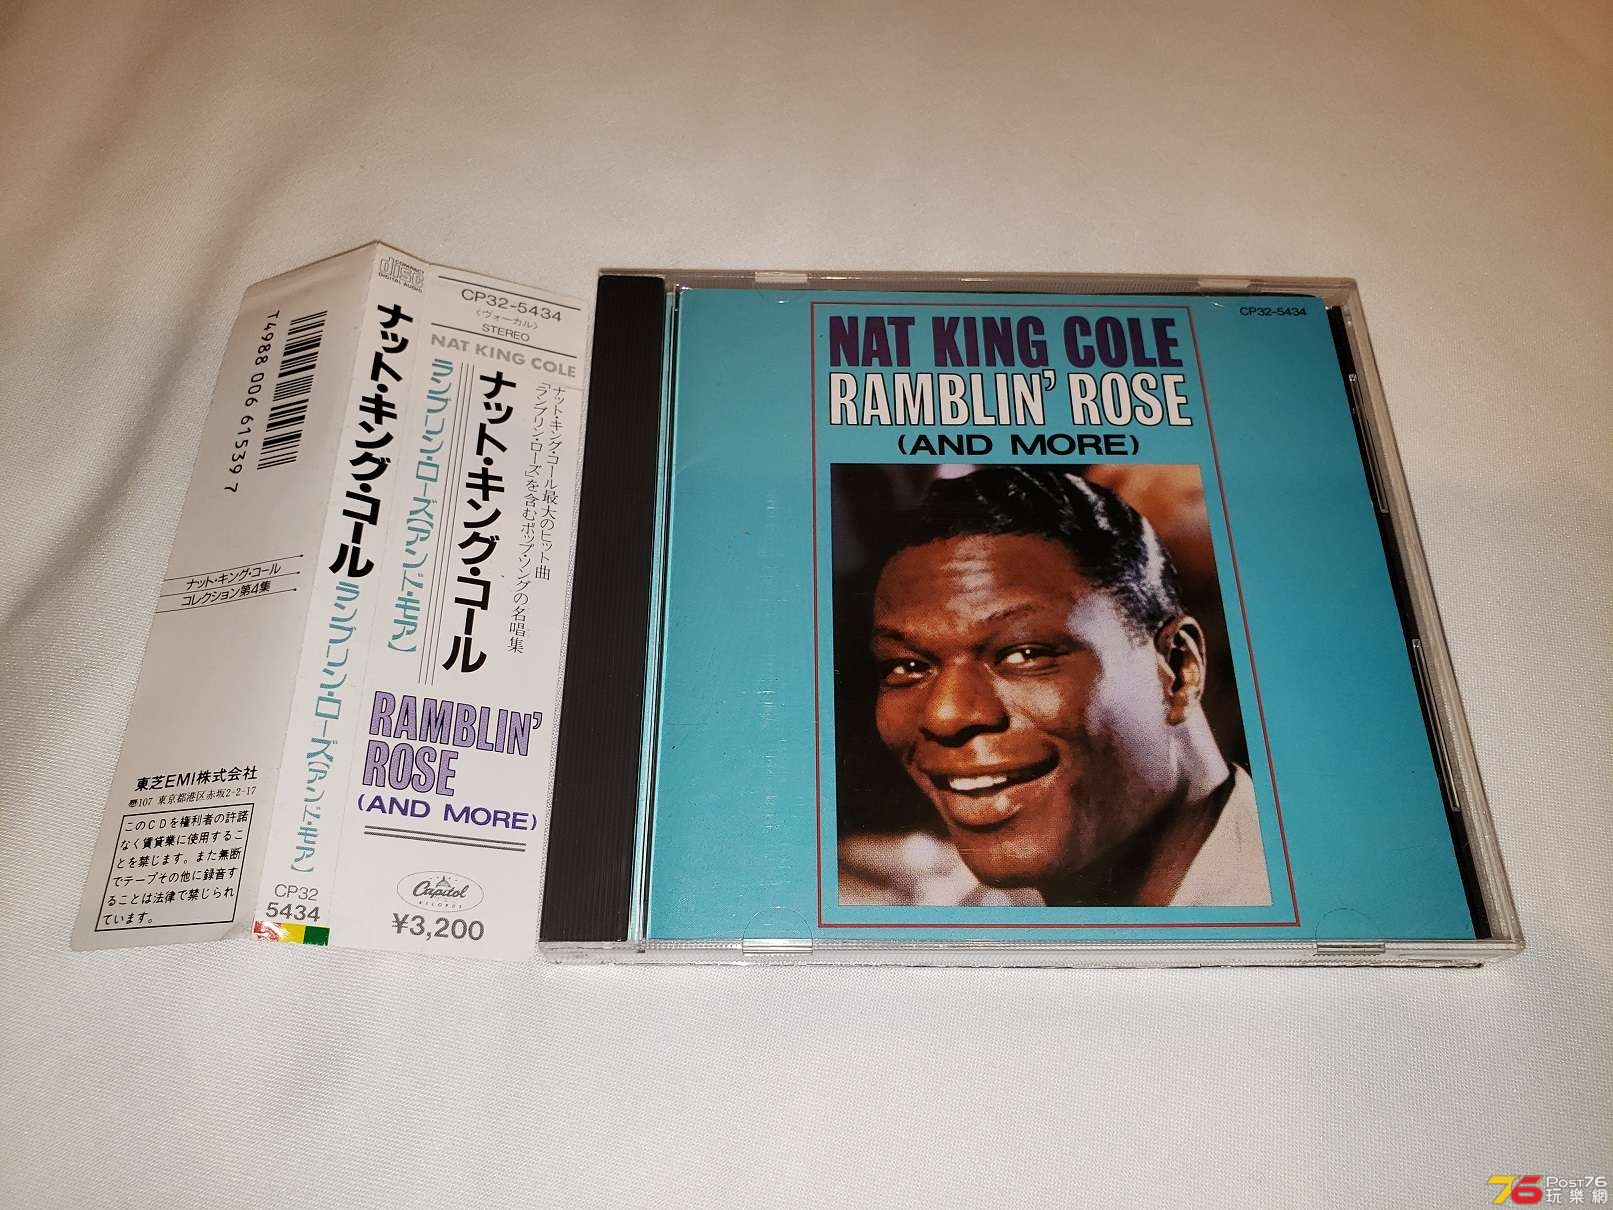 T4988 006 61539 7
ナット・キング・コール
コレクション第4集
東芝EMI株式会社
〠107 東京都港区赤坂2-2-17
このCDを権利者の許諾
なく賃貸業に使用するこ
とを禁じます。また無断
でテープその他に録音す
ることは法律で禁じられ
ています。
COMPACT
disc
DIGITAL AUDIO
ナット・キング・コール
ランブリン・ローズ(アンド・モア)
CP32
5434
CP32-5434
〈ヴォーカル〉
STEREO
NAT KING COLE
ナット・キング・コール最大のヒット曲
「ランブリン・ローズ」を含むポップ・ソングの名唱集
ナット・キング・コール
ランブリン・ローズ(アンド・モア)
RAMBLIN'
ROSE
(AND MORE)
Capitol
RECORDS
¥3,200
CP32-5434
NAT KING COLE
RAMBLIN' ROSE
(AND MORE)
76 Post76
玩樂網